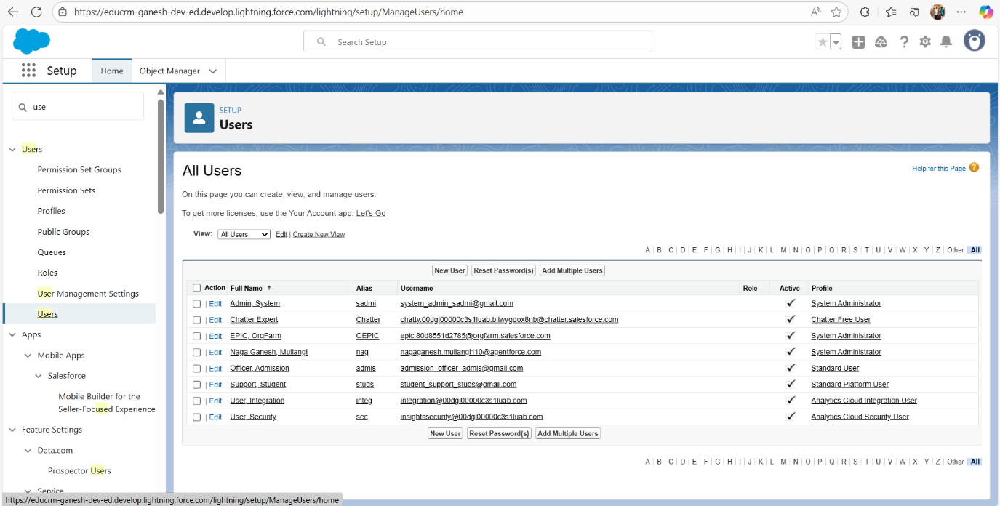 https://educrm-ganesh-dev-ed.develop.lightning.force.com/lightning/setup/ManageUsers/home
Search Setup
Setup
Home
Object Manager
use
Users
Permission Set Groups
Permission Sets
Profiles
Public Groups
Queues
Roles
User Management Settings
Users
Apps
Mobile Apps
Salesforce
Mobile Builder for the
Seller-Focused Experience
Feature Settings
Data.com
Prospector Users
Service
SETUP
Users
All Users
Help for this Page ?
On this page you can create, view, and manage users.
To get more licenses, use the Your Account app. Let's Go
View: All Users Edit | Create New View
A | B | C | D | E | F | G | H | I | J | K | L | M | N | O | P | Q | R | S | T | U | V | W | X | Y | Z | Other | All
New User Reset Password(s) Add Multiple Users
Action Full Name ↑ Alias Username Role Active Profile
| Edit Admin, System sadmi system_admin_sadmi@gmail.com ✓ System Administrator
| Edit Chatter Expert Chatter chatty.00dgl00000c3s1luab.bilwygdox8nb@chatter.salesforce.com ✓ Chatter Free User
| Edit EPIC, OrgFarm OEPIC epic.80d8551d2785@orgfarm.salesforce.com ✓ System Administrator
| Edit Naga Ganesh, Mullangi nag nagaganesh.mullangi110@agentforce.com ✓ System Administrator
| Edit Officer, Admission admis admission_officer_admis@gmail.com ✓ Standard User
| Edit Support, Student studs student_support_studs@gmail.com ✓ Standard Platform User
| Edit User, Integration integ integration@00dgl00000c3s1luab.com ✓ Analytics Cloud Integration User
| Edit User, Security sec insightssecurity@00dgl00000c3s1luab.com ✓ Analytics Cloud Security User
New User Reset Password(s) Add Multiple Users
A | B | C | D | E | F | G | H | I | J | K | L | M | N | O | P | Q | R | S | T | U | V | W | X | Y | Z | Other | All
https://educrm-ganesh-dev-ed.develop.lightning.force.com/lightning/setup/ManageUsers/home